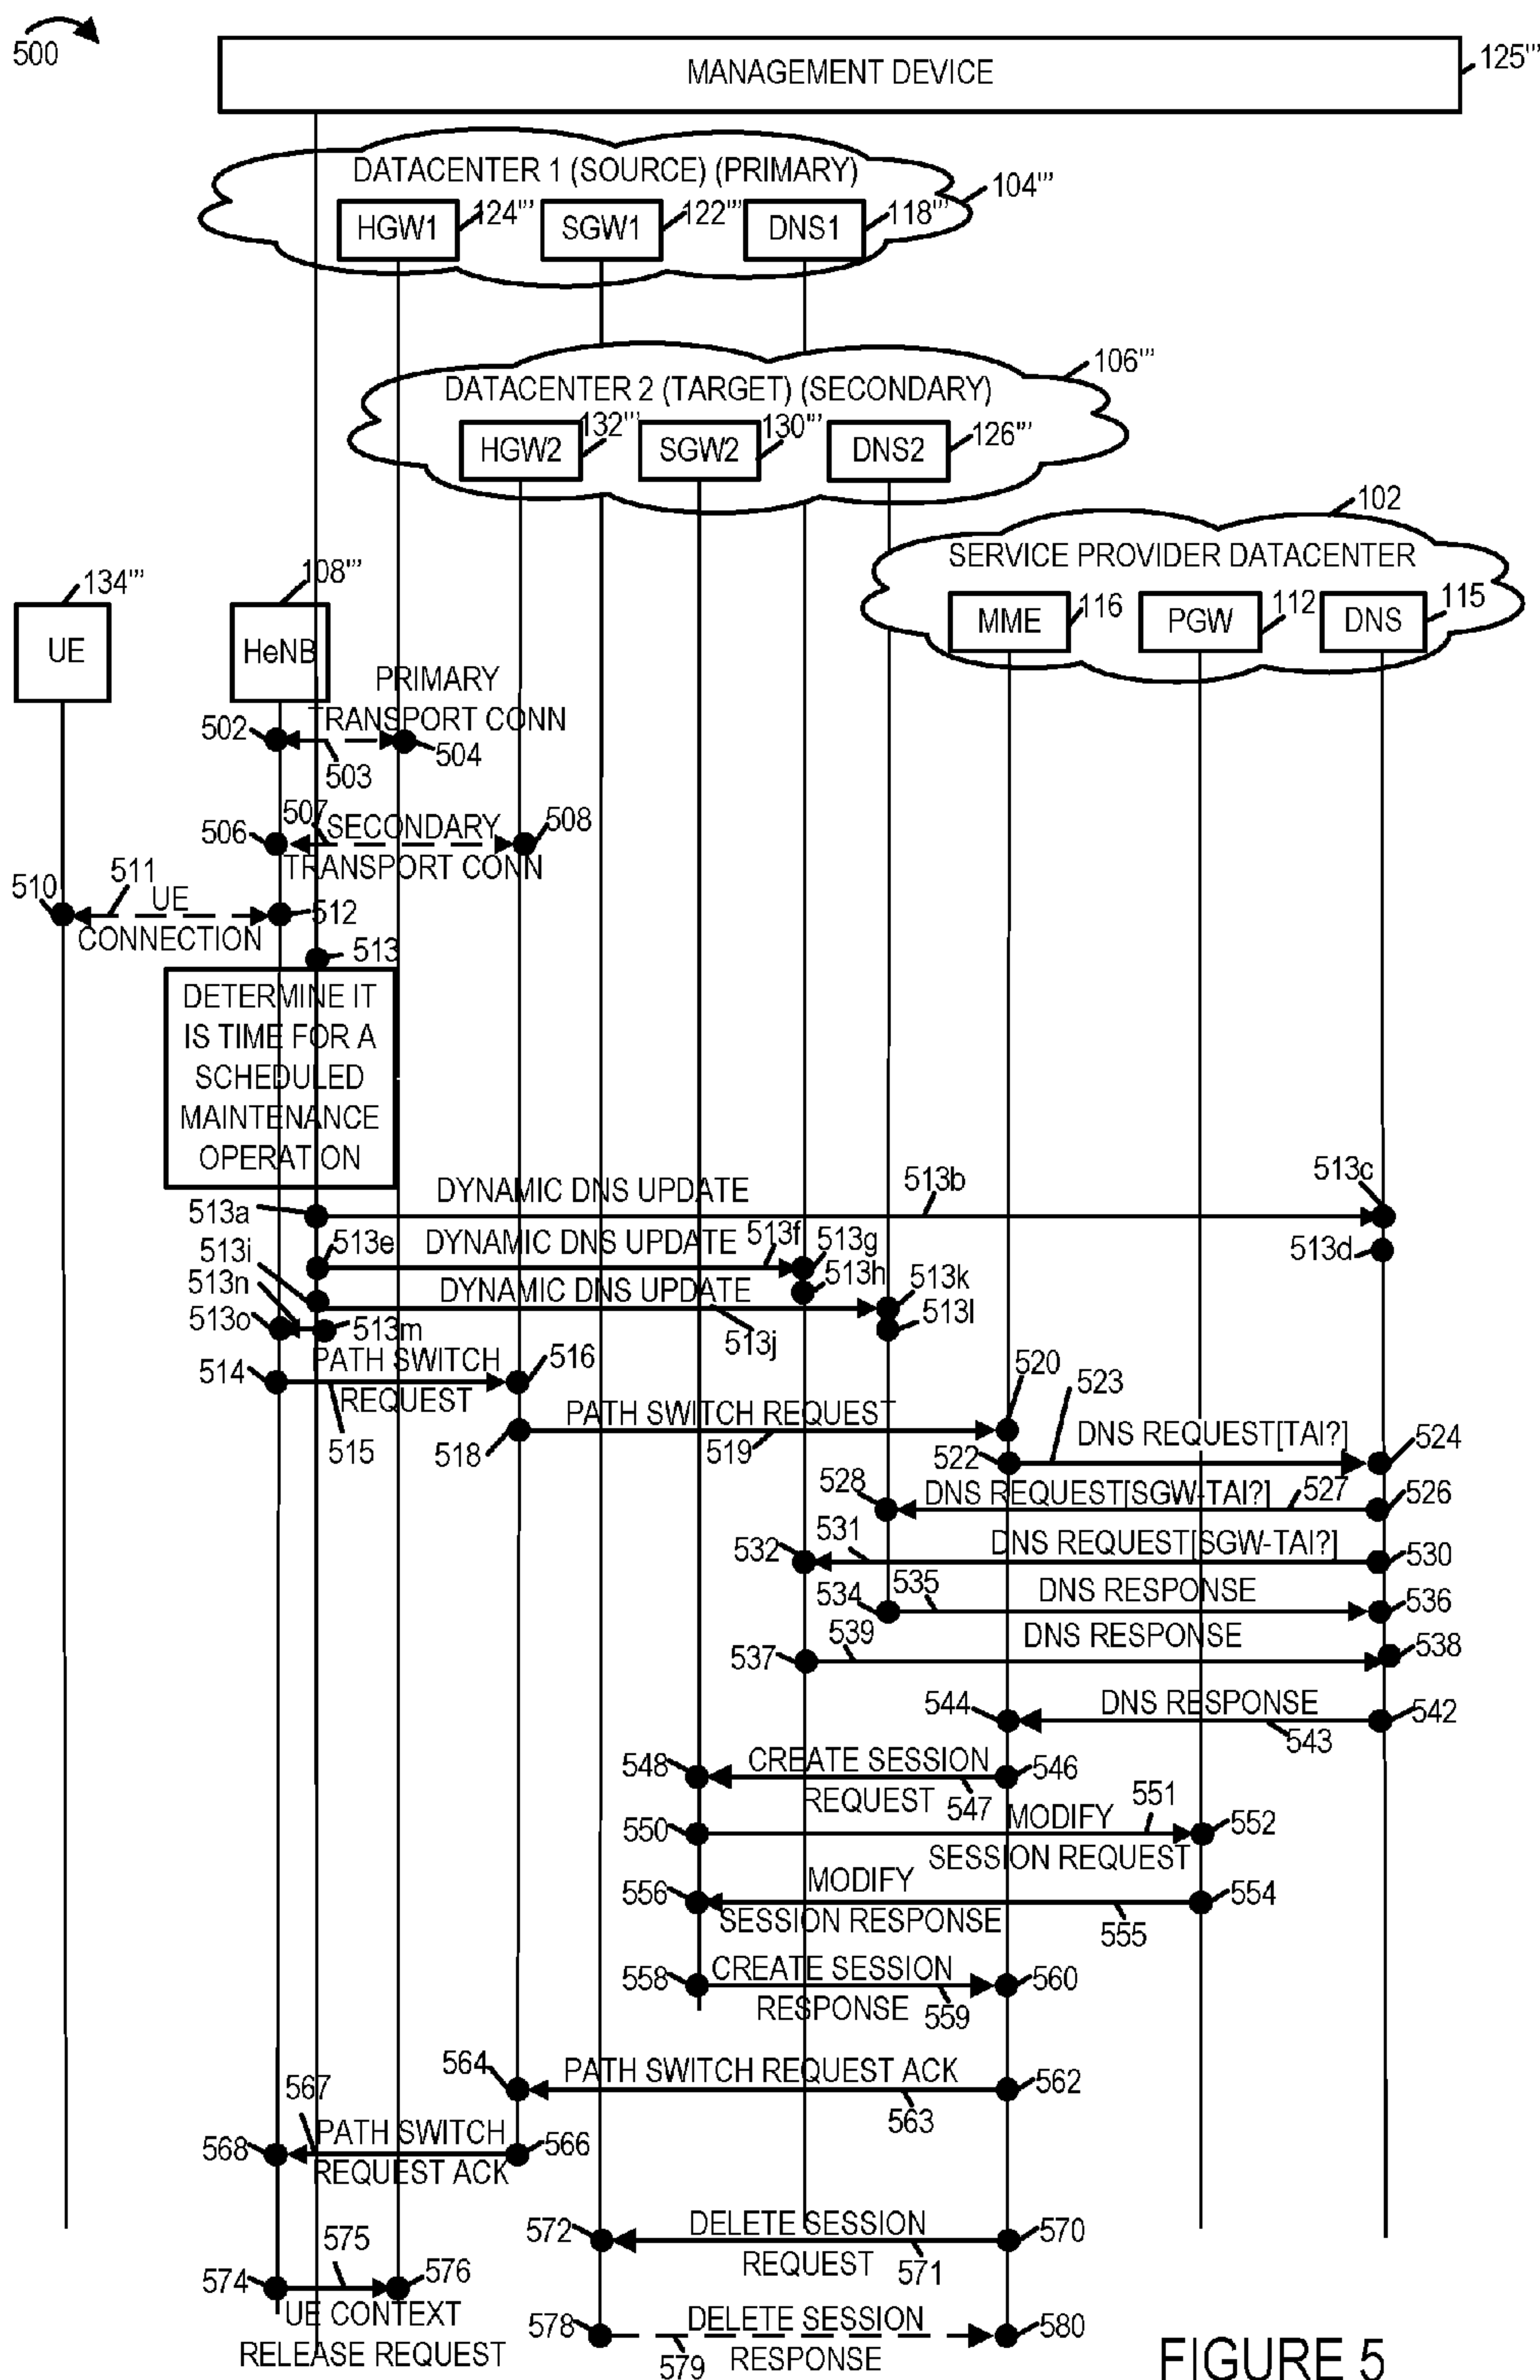 500
MANAGEMENT DEVICE
125'''
DATACENTER 1 (SOURCE) (PRIMARY)
104'''
HGW1
124'''
SGW1
122'''
DNS1
118'''
DATACENTER 2 (TARGET) (SECONDARY)
106'''
HGW2
132'''
SGW2
130'''
DNS2
126'''
102
SERVICE PROVIDER DATACENTER
MME
116
PGW
112
DNS
115
134'''
UE
108'''
HeNB
PRIMARY
TRANSPORT CONN
502
503
504
507
SECONDARY
TRANSPORT CONN
506
508
510
511
UE
CONNECTION
512
513
DETERMINE IT
IS TIME FOR A
SCHEDULED
MAINTENANCE
OPERATION
513a
DYNAMIC DNS UPDATE
513b
513c
513d
513e
DYNAMIC DNS UPDATE
513f
513g
513h
513i
DYNAMIC DNS UPDATE
513j
513k
513l
513n
513o
513m
514
PATH SWITCH
REQUEST
515
516
518
PATH SWITCH REQUEST
519
520
522
523
DNS REQUEST[TAI?]
524
528
DNS REQUEST[SGW-TAI?]
527
526
532
531
DNS REQUEST[SGW-TAI?]
530
534
535
DNS RESPONSE
536
537
539
DNS RESPONSE
538
544
DNS RESPONSE
543
542
548
CREATE SESSION
REQUEST
547
546
550
551
MODIFY
SESSION REQUEST
552
556
MODIFY
SESSION RESPONSE
555
554
558
CREATE SESSION
RESPONSE
559
560
564
PATH SWITCH REQUEST ACK
563
562
567
568
PATH SWITCH
REQUEST ACK
566
572
DELETE SESSION
REQUEST
571
570
574
575
576
UE CONTEXT
RELEASE REQUEST
578
DELETE SESSION
RESPONSE
579
580
FIGURE 5